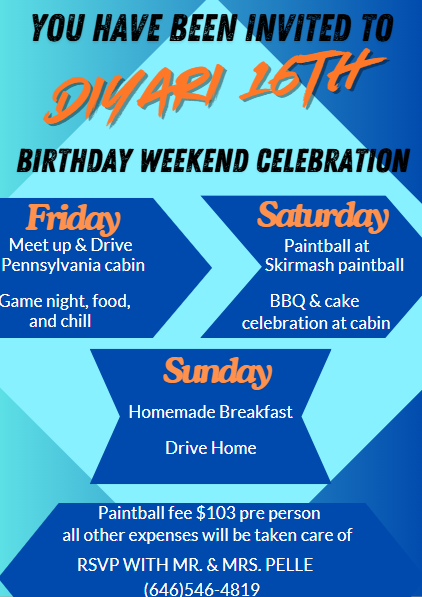 YOU HAVE BEEN INVITED TO
DIYARI 16TH
BIRTHDAY WEEKEND CELEBRATION
Friday
Meet up & Drive
Pennsylvania cabin
Game night, food,
and chill
Saturday
Paintball at
Skirmash paintball
BBQ & cake
celebration at cabin
Sunday
Homemade Breakfast
Drive Home
Paintball fee $103 pre person
all other expenses will be taken care of
RSVP WITH MR. & MRS. PELLE
(646)546-4819